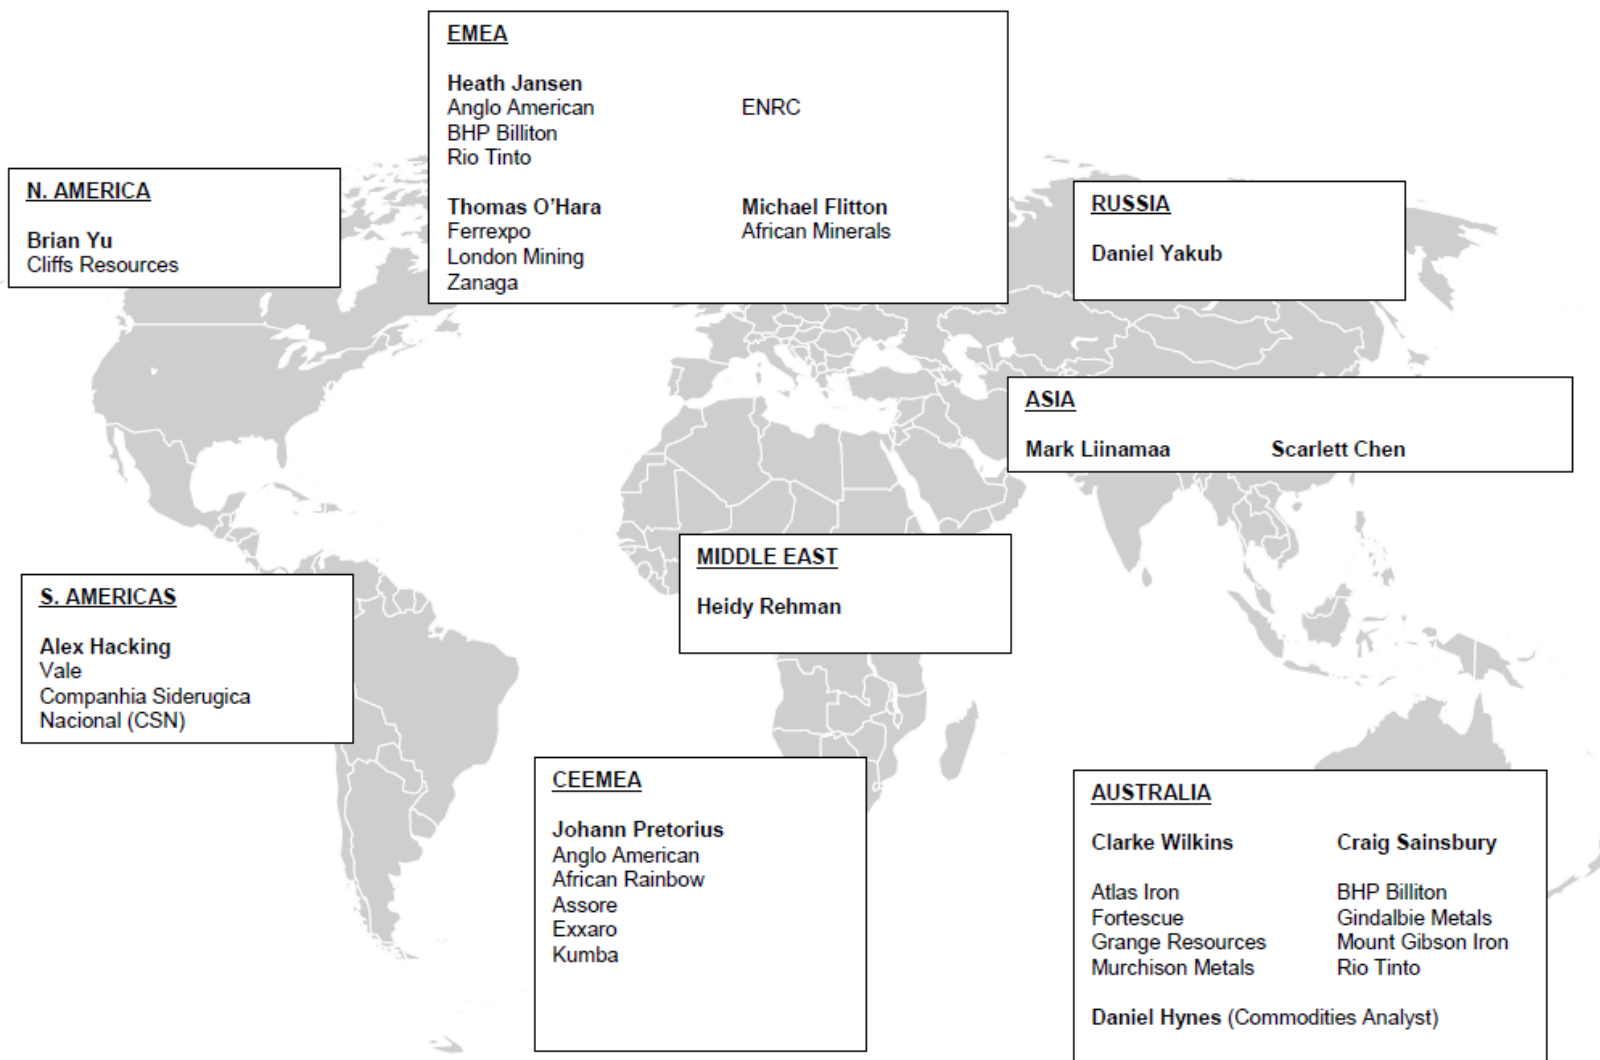 EMEA
Heath Jansen
Anglo American ENRC
BHP Billiton
Rio Tinto
Thomas O'Hara Michael Flitton
Ferrexpo African Minerals
London Mining
Zanaga
N. AMERICA
Brian Yu
Cliffs Resources
RUSSIA
Daniel Yakub
ASIA
Mark Liinamaa Scarlett Chen
MIDDLE EAST
Heidy Rehman
S. AMERICAS
Alex Hacking
Vale
Companhia Siderugica
Nacional (CSN)
CEEMEA
Johann Pretorius
Anglo American
African Rainbow
Assore
Exxaro
Kumba
AUSTRALIA
Clarke Wilkins Craig Sainsbury
Atlas Iron BHP Billiton
Fortescue Gindalbie Metals
Grange Resources Mount Gibson Iron
Murchison Metals Rio Tinto
Daniel Hynes (Commodities Analyst)